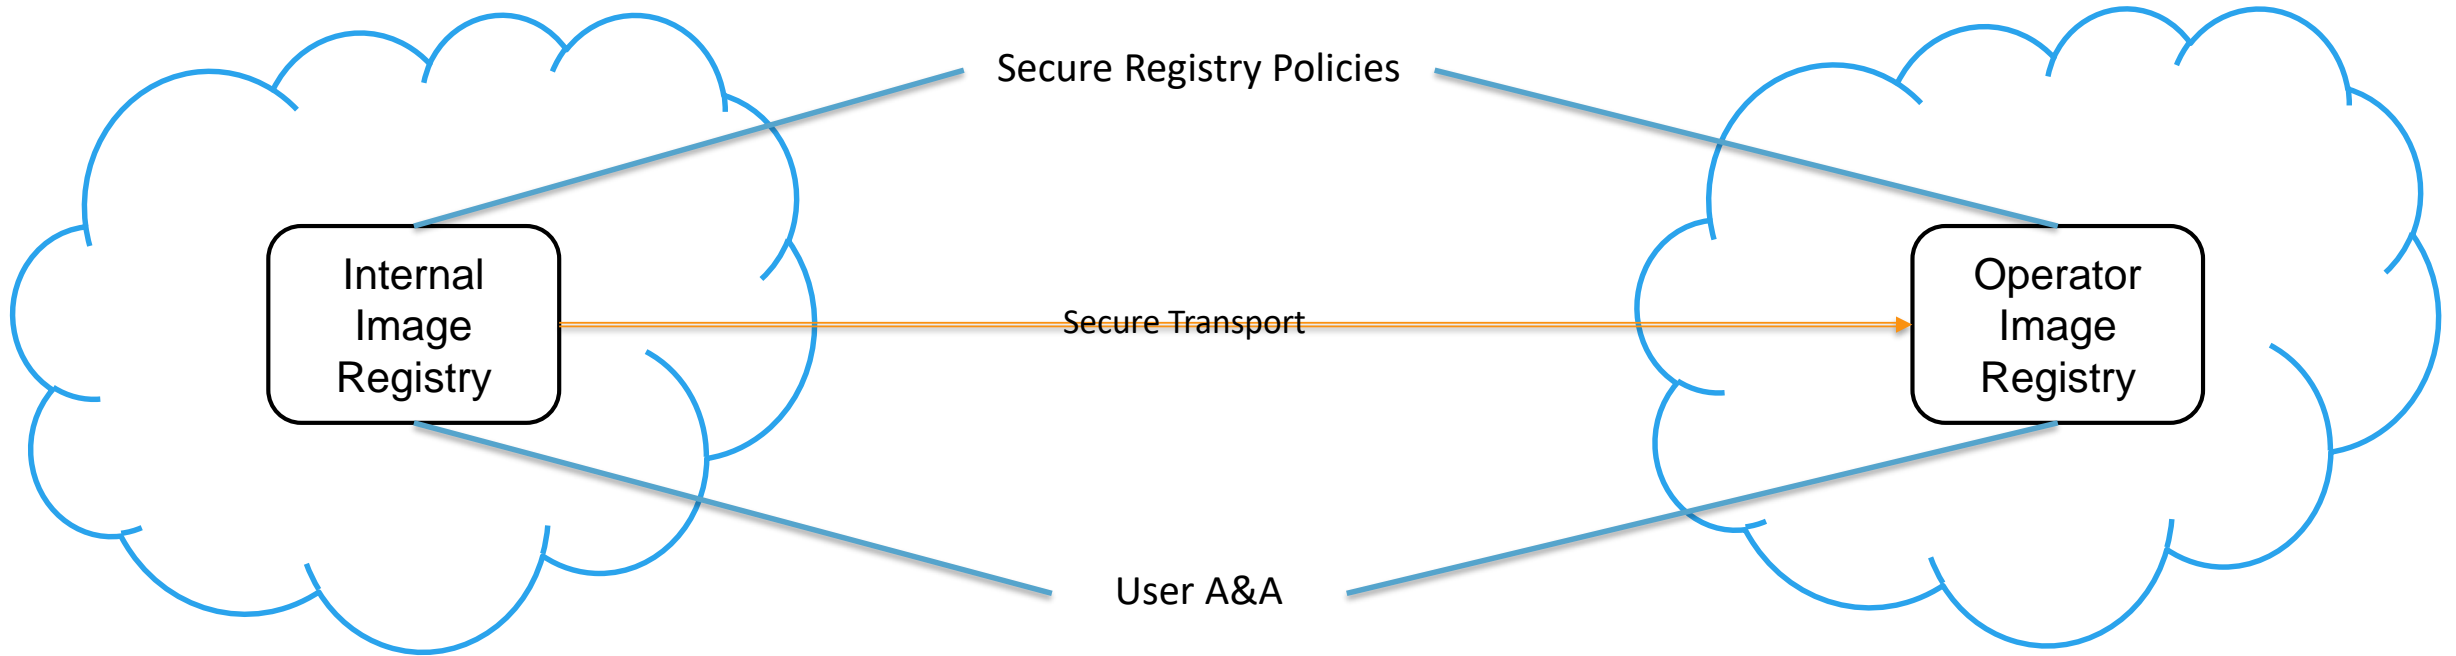 Secure Registry Policies
Internal
Image
Registry
Secure Transport
Operator
Image
Registry
User A&A